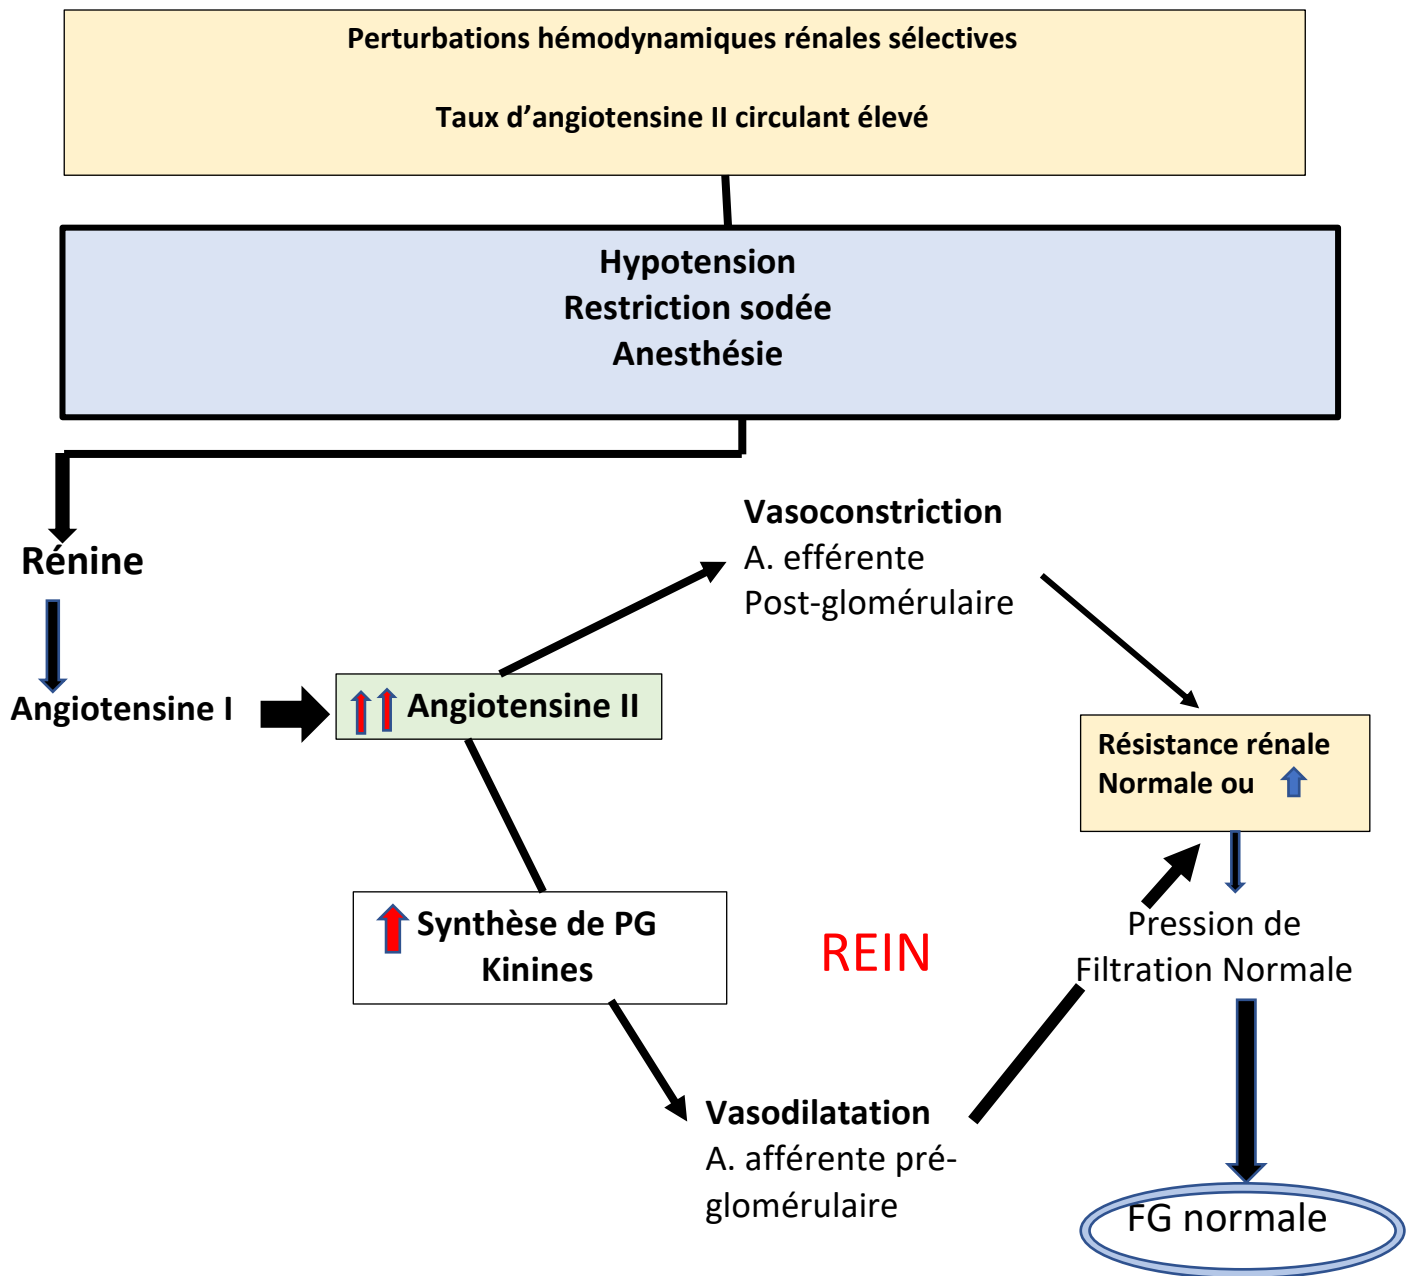 Perturbations hémodynamiques rénales sélectives
Taux d’angiotensine II circulant élevé
Hypotension
Restriction sodée
Anesthésie
Rénine
Angiotensine I
Angiotensine II
Vasoconstriction
A. efférente
Post-glomérulaire
Résistance rénale
Normale ou
Synthèse de PG
Kinines
REIN
Pression de
Filtration Normale
Vasodilatation
A. afférente pré-
glomérulaire
FG normale